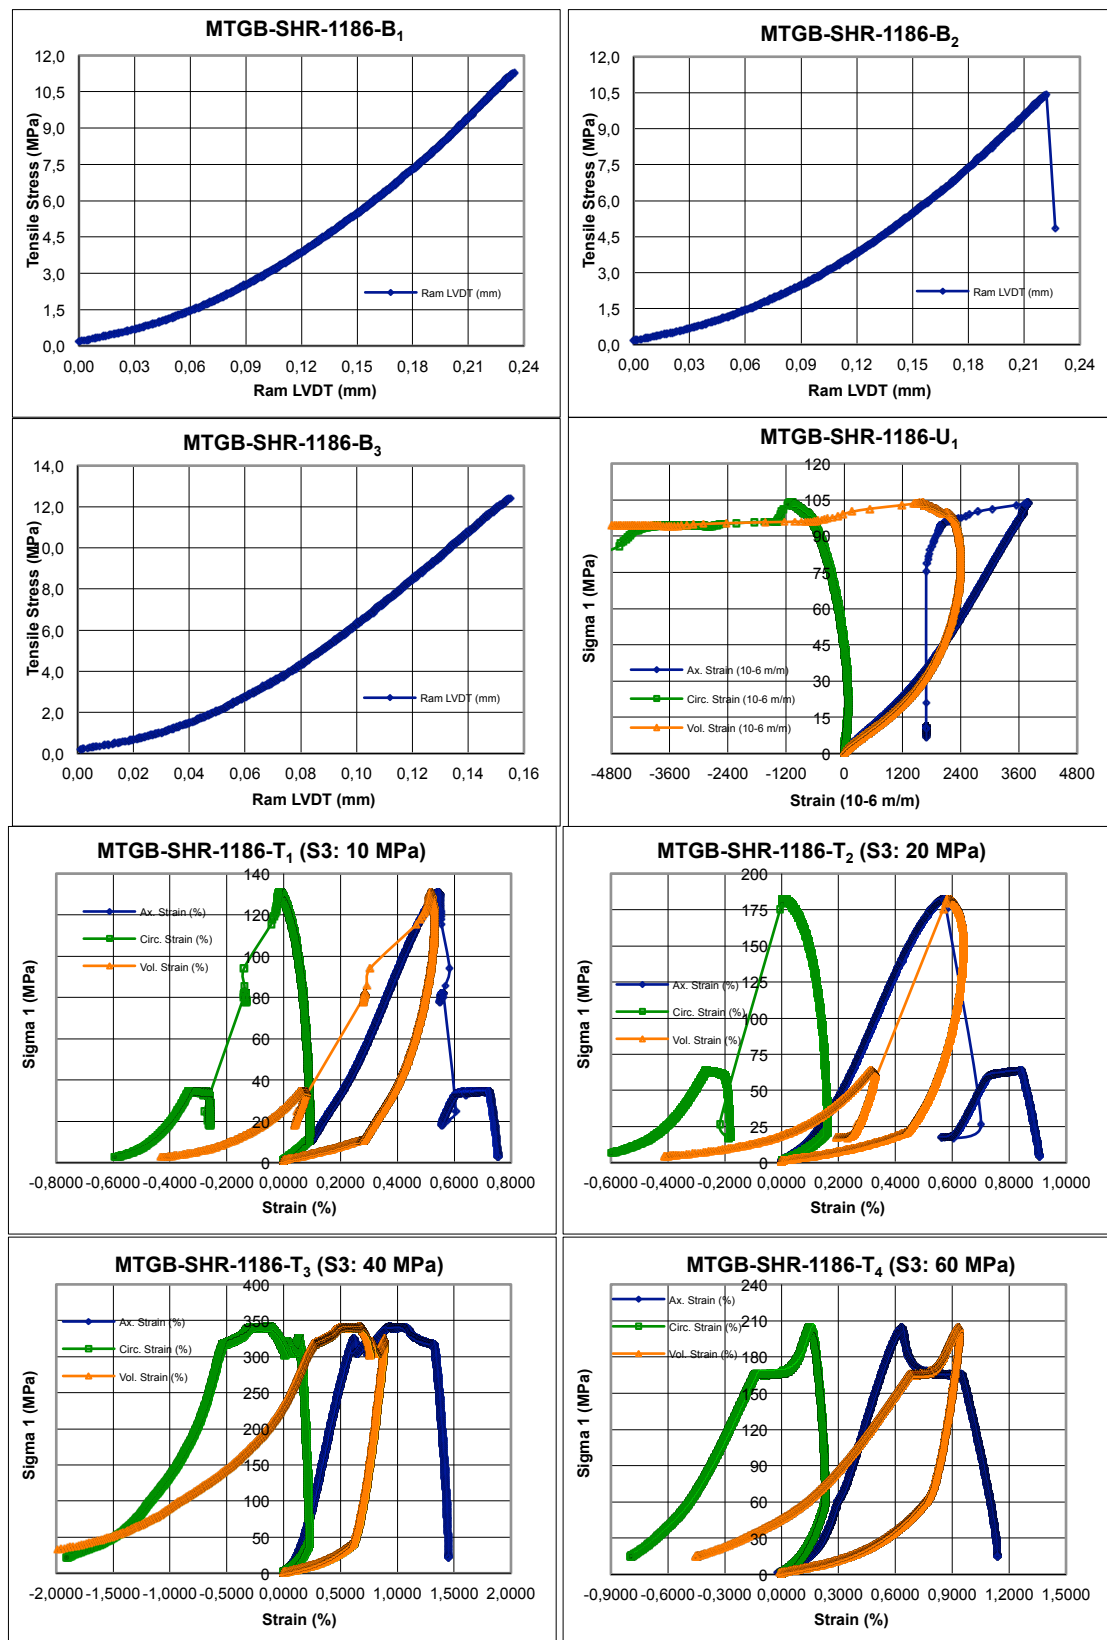 MTGB-SHR-1186-B₁
12,0
10,5
9,0
7,5
6,0
4,5
3,0
1,5
0,0
Tensile Stress (MPa)
Ram LVDT (mm)
0,00 0,03 0,06 0,09 0,12 0,15 0,18 0,21 0,24
Ram LVDT (mm)
MTGB-SHR-1186-B₂
12,0
10,5
9,0
7,5
6,0
4,5
3,0
1,5
0,0
Tensile Stress (MPa)
Ram LVDT (mm)
0,00 0,03 0,06 0,09 0,12 0,15 0,18 0,21 0,24
Ram LVDT (mm)
MTGB-SHR-1186-B₃
14,0
12,0
10,0
8,0
6,0
4,0
2,0
0,0
Tensile Stress (MPa)
Ram LVDT (mm)
0,00 0,02 0,04 0,06 0,08 0,10 0,12 0,14 0,16
Ram LVDT (mm)
MTGB-SHR-1186-U₁
120
105
90
75
60
45
30
15
0
Sigma 1 (MPa)
Ax. Strain (10-6 m/m)
Circ. Strain (10-6 m/m)
Vol. Strain (10-6 m/m)
-4800 -3600 -2400 -1200 0 1200 2400 3600 4800
Strain (10-6 m/m)
MTGB-SHR-1186-T₁ (S3: 10 MPa)
140
120
100
80
60
40
20
0
Sigma 1 (MPa)
Ax. Strain (%)
Circ. Strain (%)
Vol. Strain (%)
-0,8000 -0,6000 -0,4000 -0,2000 0,0000 0,2000 0,4000 0,6000 0,8000
Strain (%)
MTGB-SHR-1186-T₂ (S3: 20 MPa)
200
175
150
125
100
75
50
25
0
Sigma 1 (MPa)
Ax. Strain (%)
Circ. Strain (%)
Vol. Strain (%)
-0,6000 -0,4000 -0,2000 0,0000 0,2000 0,4000 0,6000 0,8000 1,0000
Strain (%)
MTGB-SHR-1186-T₃ (S3: 40 MPa)
400
350
300
250
200
150
100
50
0
Sigma 1 (MPa)
Ax. Strain (%)
Circ. Strain (%)
Vol. Strain (%)
-2,0000 -1,5000 -1,0000 -0,5000 0,0000 0,5000 1,0000 1,5000 2,0000
Strain (%)
MTGB-SHR-1186-T₄ (S3: 60 MPa)
240
210
180
150
120
90
60
30
0
Sigma 1 (MPa)
Ax. Strain (%)
Circ. Strain (%)
Vol. Strain (%)
-0,9000 -0,6000 -0,3000 0,0000 0,3000 0,6000 0,9000 1,2000 1,5000
Strain (%)